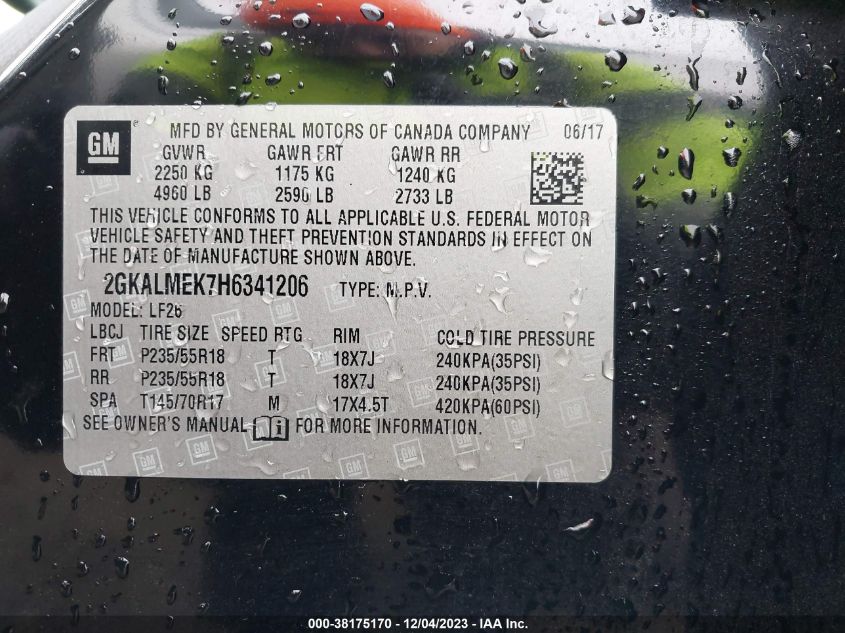 GM MFD BY GENERAL MOTORS OF CANADA COMPANY 06/17
GVWR GAWR FRT GAWR RR
2250 KG 1175 KG 1240 KG
4960 LB 2590 LB 2733 LB
THIS VEHICLE CONFORMS TO ALL APPLICABLE U.S. FEDERAL MOTOR
VEHICLE SAFETY AND THEFT PREVENTION STANDARDS IN EFFECT ON
THE DATE OF MANUFACTURE SHOWN ABOVE.
2GKALMEK7H6341206 TYPE: M.P.V.
MODEL: LF26
LBCJ TIRE SIZE SPEED RTG RIM COLD TIRE PRESSURE
FRT P235/55R18 T 18X7J 240KPA(35PSI)
RR P235/55R18 T 18X7J 240KPA(35PSI)
SPA T145/70R17 M 17X4.5T 420KPA(60PSI)
SEE OWNER'S MANUAL FOR MORE INFORMATION.
000-38175170 - 12/04/2023 - IAA Inc.